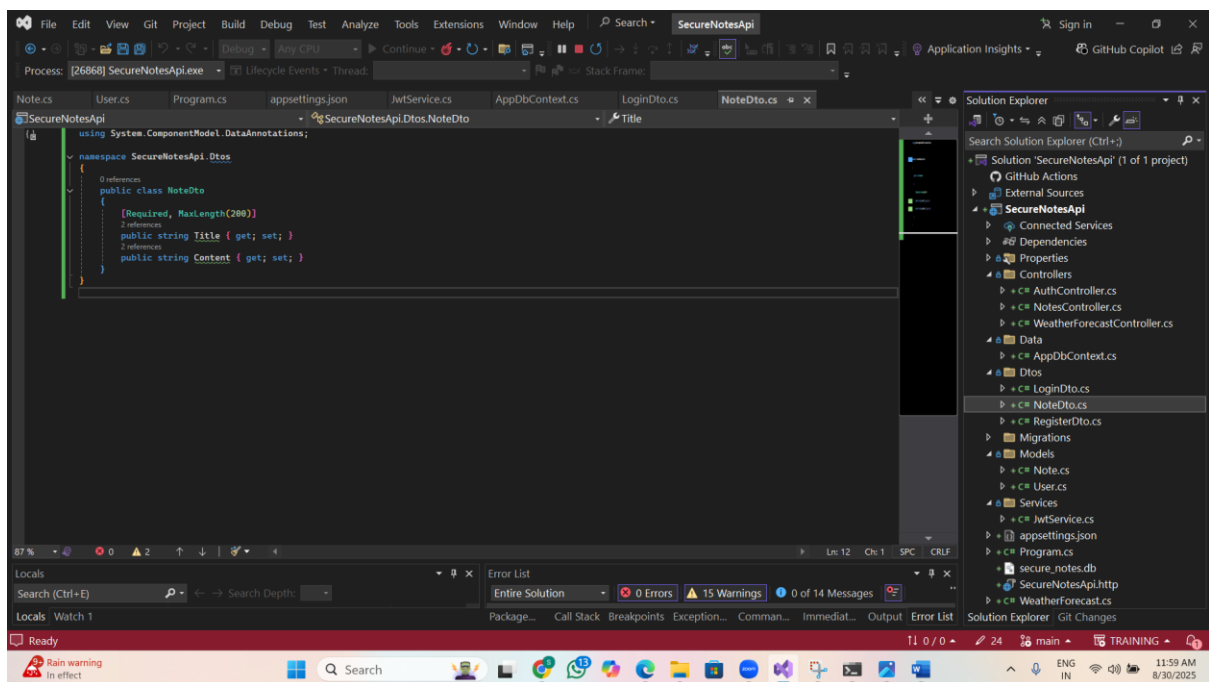 File Edit View Git Project Build Debug Test Analyze Tools Extensions Window Help Search SecureNotesApi Sign in
Debug Any CPU Continue Application Insights GitHub Copilot
Process: [26868] SecureNotesApi.exe Lifecycle Events Thread: Stack Frame:
Note.cs User.cs Program.cs appsettings.json JwtService.cs AppDbContext.cs LoginDto.cs NoteDto.cs
SecureNotesApi SecureNotesApi.Dtos.NoteDto Title
using System.ComponentModel.DataAnnotations;
namespace SecureNotesApi.Dtos
{
0 references
public class NoteDto
{
[Required, MaxLength(200)]
2 references
public string Title { get; set; }
2 references
public string Content { get; set; }
}
}
87 % 0 2 Ln: 12 Ch: 1 SPC CRLF
Locals
Search (Ctrl+E) Search Depth:
Locals Watch 1
Error List
Entire Solution 0 Errors 15 Warnings 0 of 14 Messages
Package... Call Stack Breakpoints Exception... Comman... Immediat... Output Error List
Solution Explorer
Search Solution Explorer (Ctrl+;)
Solution 'SecureNotesApi' (1 of 1 project)
GitHub Actions
External Sources
SecureNotesApi
Connected Services
Dependencies
Properties
Controllers
C# AuthController.cs
C# NotesController.cs
C# WeatherForecastController.cs
Data
C# AppDbContext.cs
Dtos
C# LoginDto.cs
C# NoteDto.cs
C# RegisterDto.cs
Migrations
Models
C# Note.cs
C# User.cs
Services
C# JwtService.cs
appsettings.json
C# Program.cs
secure_notes.db
SecureNotesApi.http
C# WeatherForecast.cs
Solution Explorer Git Changes
Ready 0 / 0 24 main TRAINING 1
Rain warning
In effect
Search
13
ENG
IN
11:59 AM
8/30/2025